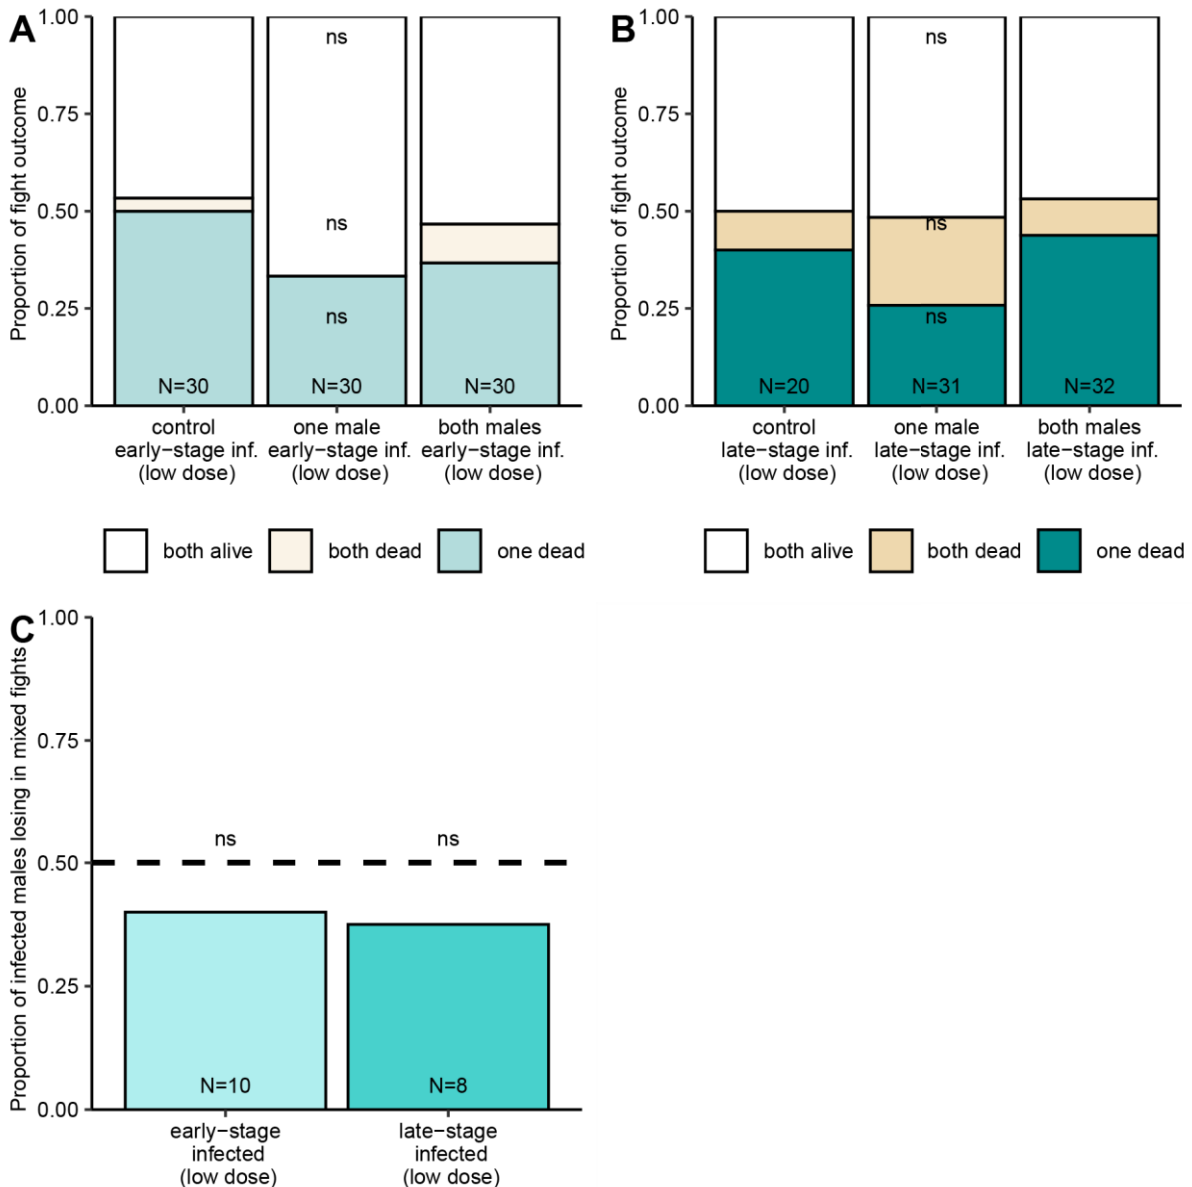 A
Proportion of fight outcome
1.00
0.75
0.50
0.25
0.00
ns
ns
ns
N=30
N=30
N=30
control
early−stage inf.
(low dose)
one male
early−stage inf.
(low dose)
both males
early−stage inf.
(low dose)
both alive
both dead
one dead
B
Proportion of fight outcome
1.00
0.75
0.50
0.25
0.00
ns
ns
ns
N=20
N=31
N=32
control
late−stage inf.
(low dose)
one male
late−stage inf.
(low dose)
both males
late−stage inf.
(low dose)
both alive
both dead
one dead
C
Proportion of infected males losing in mixed fights
1.00
0.75
0.50
0.25
0.00
ns
ns
N=10
N=8
early−stage
infected
(low dose)
late−stage
infected
(low dose)